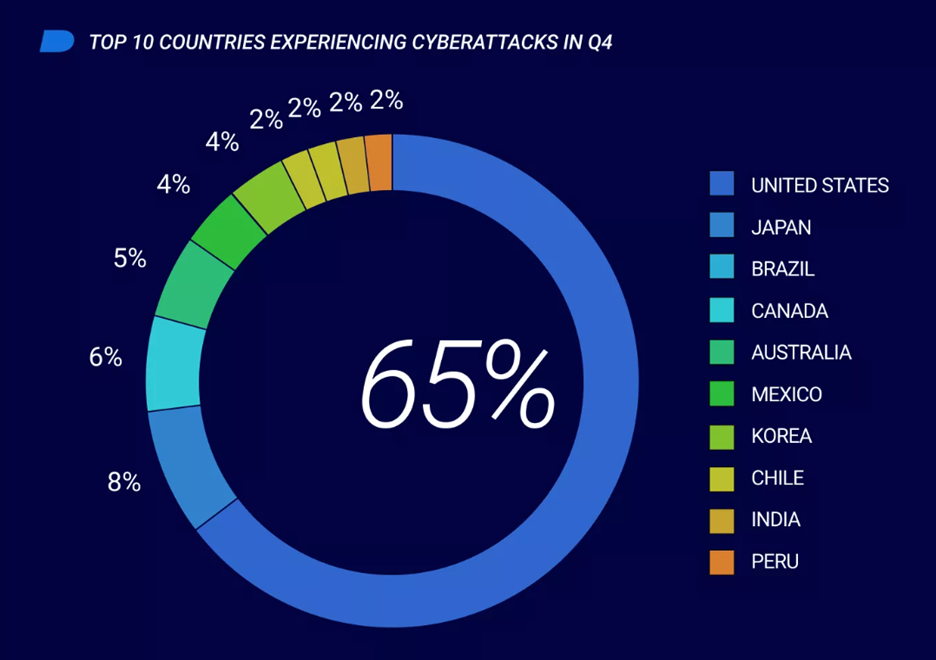 TOP 10 COUNTRIES EXPERIENCING CYBERATTACKS IN Q4
2% 2% 2% 2%
4%
4%
5%
6%
8%
65%
UNITED STATES
JAPAN
BRAZIL
CANADA
AUSTRALIA
MEXICO
KOREA
CHILE
INDIA
PERU